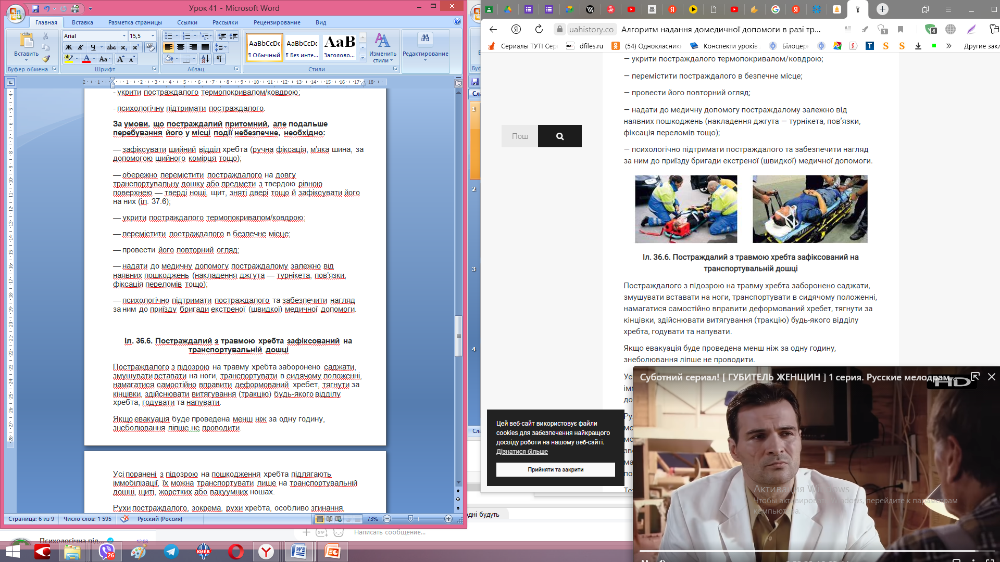 Урок 41 - Microsoft Word
Главная Вставка Разметка страницы Ссылки Рассылки Рецензирование Вид
Arial 15,5
Вставить
AaBbCcDc AaBbCcDc AaB
¶ Обычный ¶ Без инте... Заголово...
Изменить стили
Редактирование
Буфер обмена Шрифт Абзац Стили
- укрити постраждалого термопокривалом/ковдрою;
- психологічну підтримати постраждалого.
За умови, що постраждалий притомний, але подальше
перебування його у місці події небезпечне, необхідно:
— зафіксувати шийний відділ хребта (ручна фіксація, м'яка шина, за
допомогою шийного комірця тощо);
— обережно перемістити постраждалого на довгу
транспортувальну дошку або предмети з твердою рівною
поверхнею — тверді ноші, щит, зняті двері тощо й зафіксувати його
на них (іл. 37.6);
— укрити постраждалого термопокривалом/ковдрою;
— перемістити постраждалого в безпечне місце;
— провести його повторний огляд;
— надати до медичну допомогу постраждалому залежно від
наявних пошкоджень (накладення джгута — турнікета, пов'язки,
фіксація переломів тощо);
— психологічно підтримати постраждалого та забезпечити нагляд
за ним до приїзду бригади екстреної (швидкої) медичної допомоги.
Іл. 36.6. Постраждалий з травмою хребта зафіксований на
транспортувальній дошці
Постраждалого з підозрою на травму хребта заборонено саджати,
змушувати вставати на ноги, транспортувати в сидячому положенні,
намагатися самостійно вправити деформований хребет, тягнути за
кінцівки, здійснювати витягування (тракцію) будь-якого відділу
хребта, годувати та напувати.
Якщо евакуація буде проведена менш ніж за одну годину,
знеболювання ліпше не проводити.
Усі поранені з підозрою на пошкодження хребта підлягають
іммобілізації, їх можна транспортувати лише на транспортувальній
дошці, щиті, жорстких або вакуумних ношах.
Рухи постраждалого, зокрема, рухи хребта, особливо згинання,
Страница: 6 из 9 Число слов: 1 595 Русский (Россия) 73%
1
2
3
4
uahistory.co Алгоритм надання домедичної допомоги в разі тр...
1
4
Сериалы ТУТ! Сер dfiles.ru (54) Одноклассник Конспекти уроків Білоцер Другие закл
— укрити постраждалого термопокривалом/ковдрою;
— перемістити постраждалого в безпечне місце;
— провести його повторний огляд;
— надати до медичну допомогу постраждалому залежно від
наявних пошкоджень (накладення джгута — турнікета, пов'язки,
фіксація переломів тощо);
— психологічно підтримати постраждалого та забезпечити нагляд
за ним до приїзду бригади екстреної (швидкої) медичної допомоги.
Пош
Іл. 36.6. Постраждалий з травмою хребта зафіксований на
транспортувальній дошці
Постраждалого з підозрою на травму хребта заборонено саджати,
змушувати вставати на ноги, транспортувати в сидячому положенні,
намагатися самостійно вправити деформований хребет, тягнути за
кінцівки, здійснювати витягування (тракцію) будь-якого відділу
хребта, годувати та напувати.
Якщо евакуація буде проведена менш ніж за одну годину,
знеболювання ліпше не проводити.
Цей веб-сайт використовує файли
cookies для забезпечення найкращого
досвіду роботи на нашому веб-сайті.
Дізнатися більше
Прийняти та закрити
Суботний сериал! [ ГУБИТЕЛЬ ЖЕНЩИН ] 1 серия. Русские мелодрам...
HD
Активация Windows
Чтобы активировать Windows, перейдите к параметрам
компьютера.
дні будуть
Написать сообщение...
Психологічна під... 12:08
26
КИЕВ